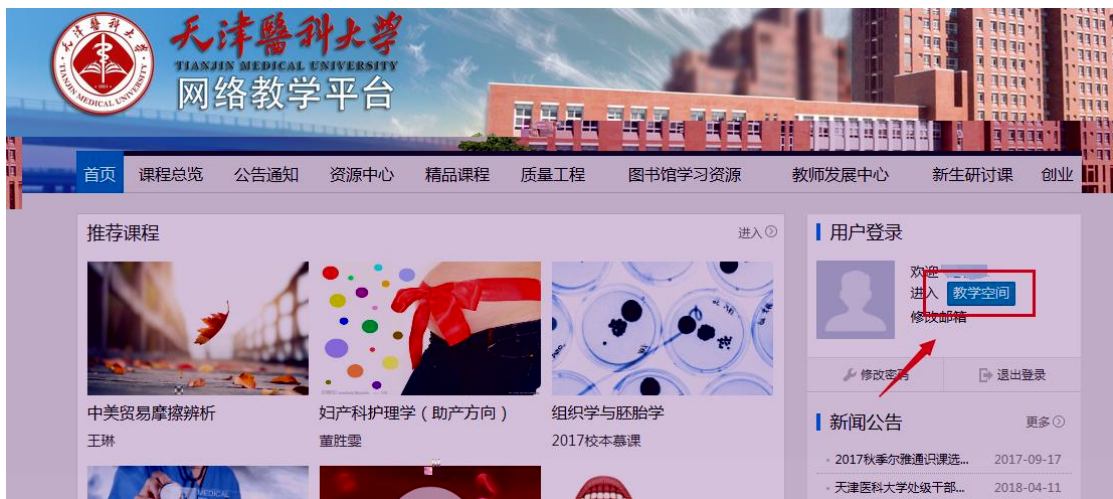 天津醫科大学
TIANJIN MEDICAL UNIVERSITY
网络教学平台
首页 课程总览 公告通知 资源中心 精品课程 质量工程 图书馆学习资源 教师发展中心 新生研讨课 创业
推荐课程 进入
中美贸易摩擦辨析
王琳
妇产科护理学（助产方向）
董胜雯
组织学与胚胎学
2017校本慕课
用户登录
欢迎
进入 教学空间
修改邮箱
修改密码 退出登录
新闻公告 更多
2017秋季尔雅通识课选... 2017-09-17
天津医科大学处级干部... 2018-04-11